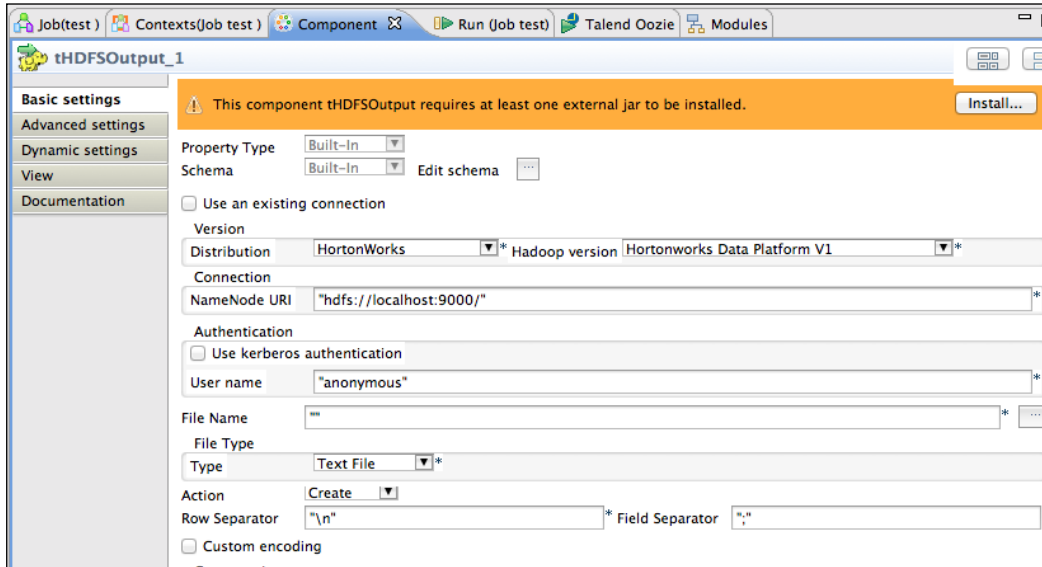 Job(test ) Contexts(Job test ) Component Run (Job test) Talend Oozie Modules
tHDFSOutput_1
Basic settings
Advanced settings
Dynamic settings
View
Documentation
This component tHDFSOutput requires at least one external jar to be installed. Install...
Property Type Built-In
Schema Built-In Edit schema ...
Use an existing connection
Version
Distribution HortonWorks * Hadoop version Hortonworks Data Platform V1 *
Connection
NameNode URI "hdfs://localhost:9000/" *
Authentication
Use kerberos authentication
User name "anonymous" *
File Name "" * ...
File Type
Type Text File *
Action Create
Row Separator "\n" * Field Separator ";"
Custom encoding